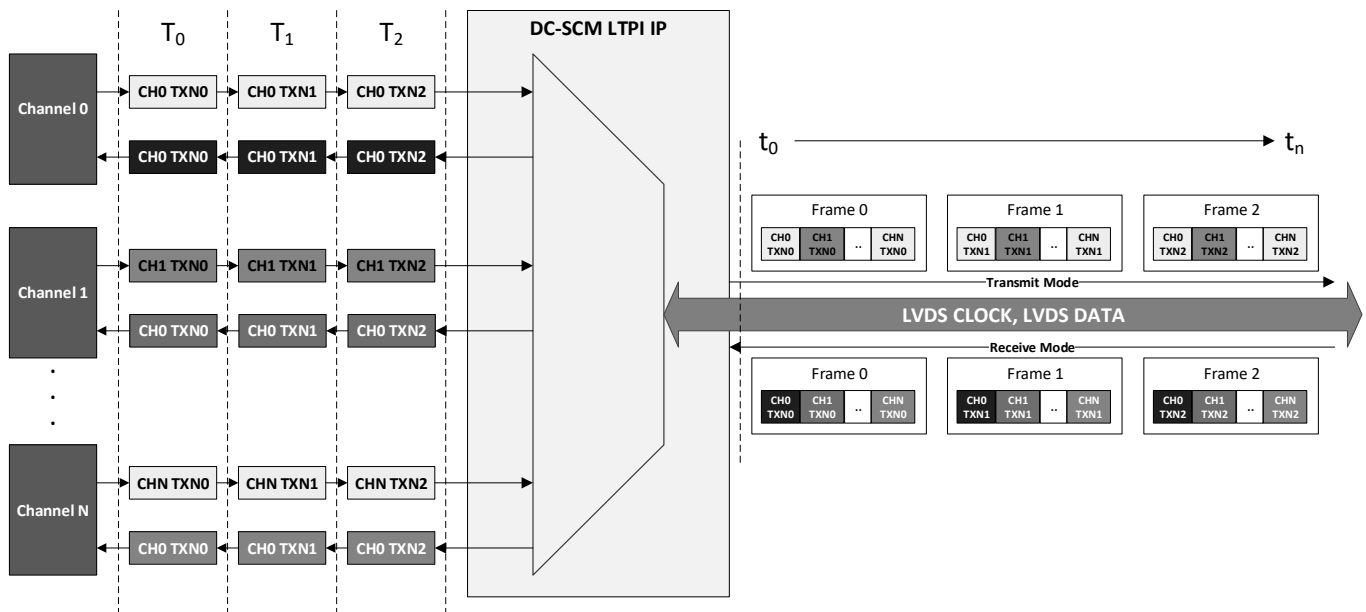 T0 T1 T2
DC-SCM LTPI IP
Channel 0
CH0 TXN0 CH0 TXN1 CH0 TXN2
CH0 TXN0 CH0 TXN1 CH0 TXN2
t0 tn
Channel 1
CH1 TXN0 CH1 TXN1 CH1 TXN2
CH0 TXN0 CH0 TXN1 CH0 TXN2
.
.
.
Channel N
CHN TXN0 CHN TXN1 CHN TXN2
CH0 TXN0 CH0 TXN1 CH0 TXN2
Frame 0 Frame 1 Frame 2
CH0 CH1 .. CHN CH0 CH1 .. CHN CH0 CH1 .. CHN
TXN0 TXN0 TXN0 TXN1 TXN1 TXN1 TXN2 TXN2 TXN2
Transmit Mode
LVDS CLOCK, LVDS DATA
Receive Mode
Frame 0 Frame 1 Frame 2
CH0 CH1 .. CHN CH0 CH1 .. CHN CH0 CH1 .. CHN
TXN0 TXN0 TXN0 TXN1 TXN1 TXN1 TXN2 TXN2 TXN2